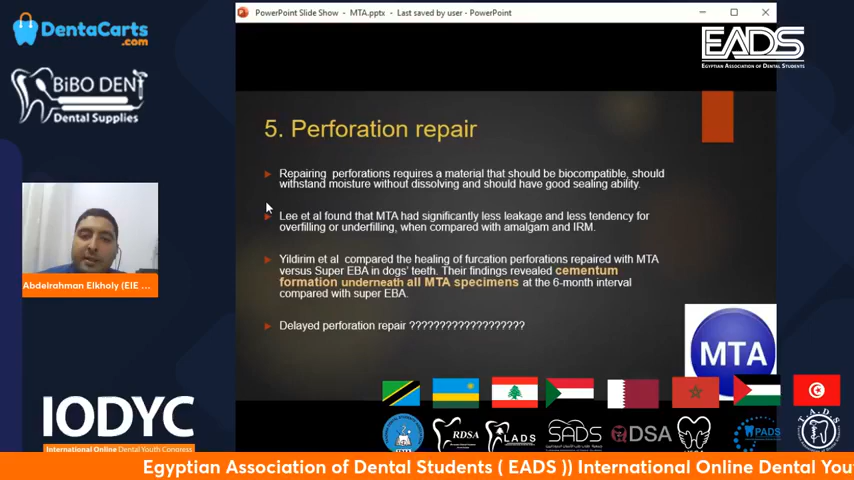 PowerPoint Slide Show - MTA.pptx - Last saved by user - PowerPoint
DentaCarts
.com
EADS
EGYPTIAN ASSOCIATION OF DENTAL STUDENTS
BiBO DENT
Dental Supplies
5. Perforation repair
Repairing perforations requires a material that should be biocompatible, should
withstand moisture without dissolving and should have good sealing ability.
Lee et al found that MTA had significantly less leakage and less tendency for
overfilling or underfilling, when compared with amalgam and IRM.
Yildirim et al compared the healing of furcation perforations repaired with MTA
versus Super EBA in dogs' teeth. Their findings revealed cementum
formation underneath all MTA specimens at the 6-month interval
compared with super EBA.
Delayed perforation repair ???????????????????
Abdelrahman Elkholy (EIE ...
MTA
IODYC
International Online Dental Youth Congress
RDSA
LADS
SADS
QDSA
PADS
Egyptian Association of Dental Students ( EADS )) International Online Dental You